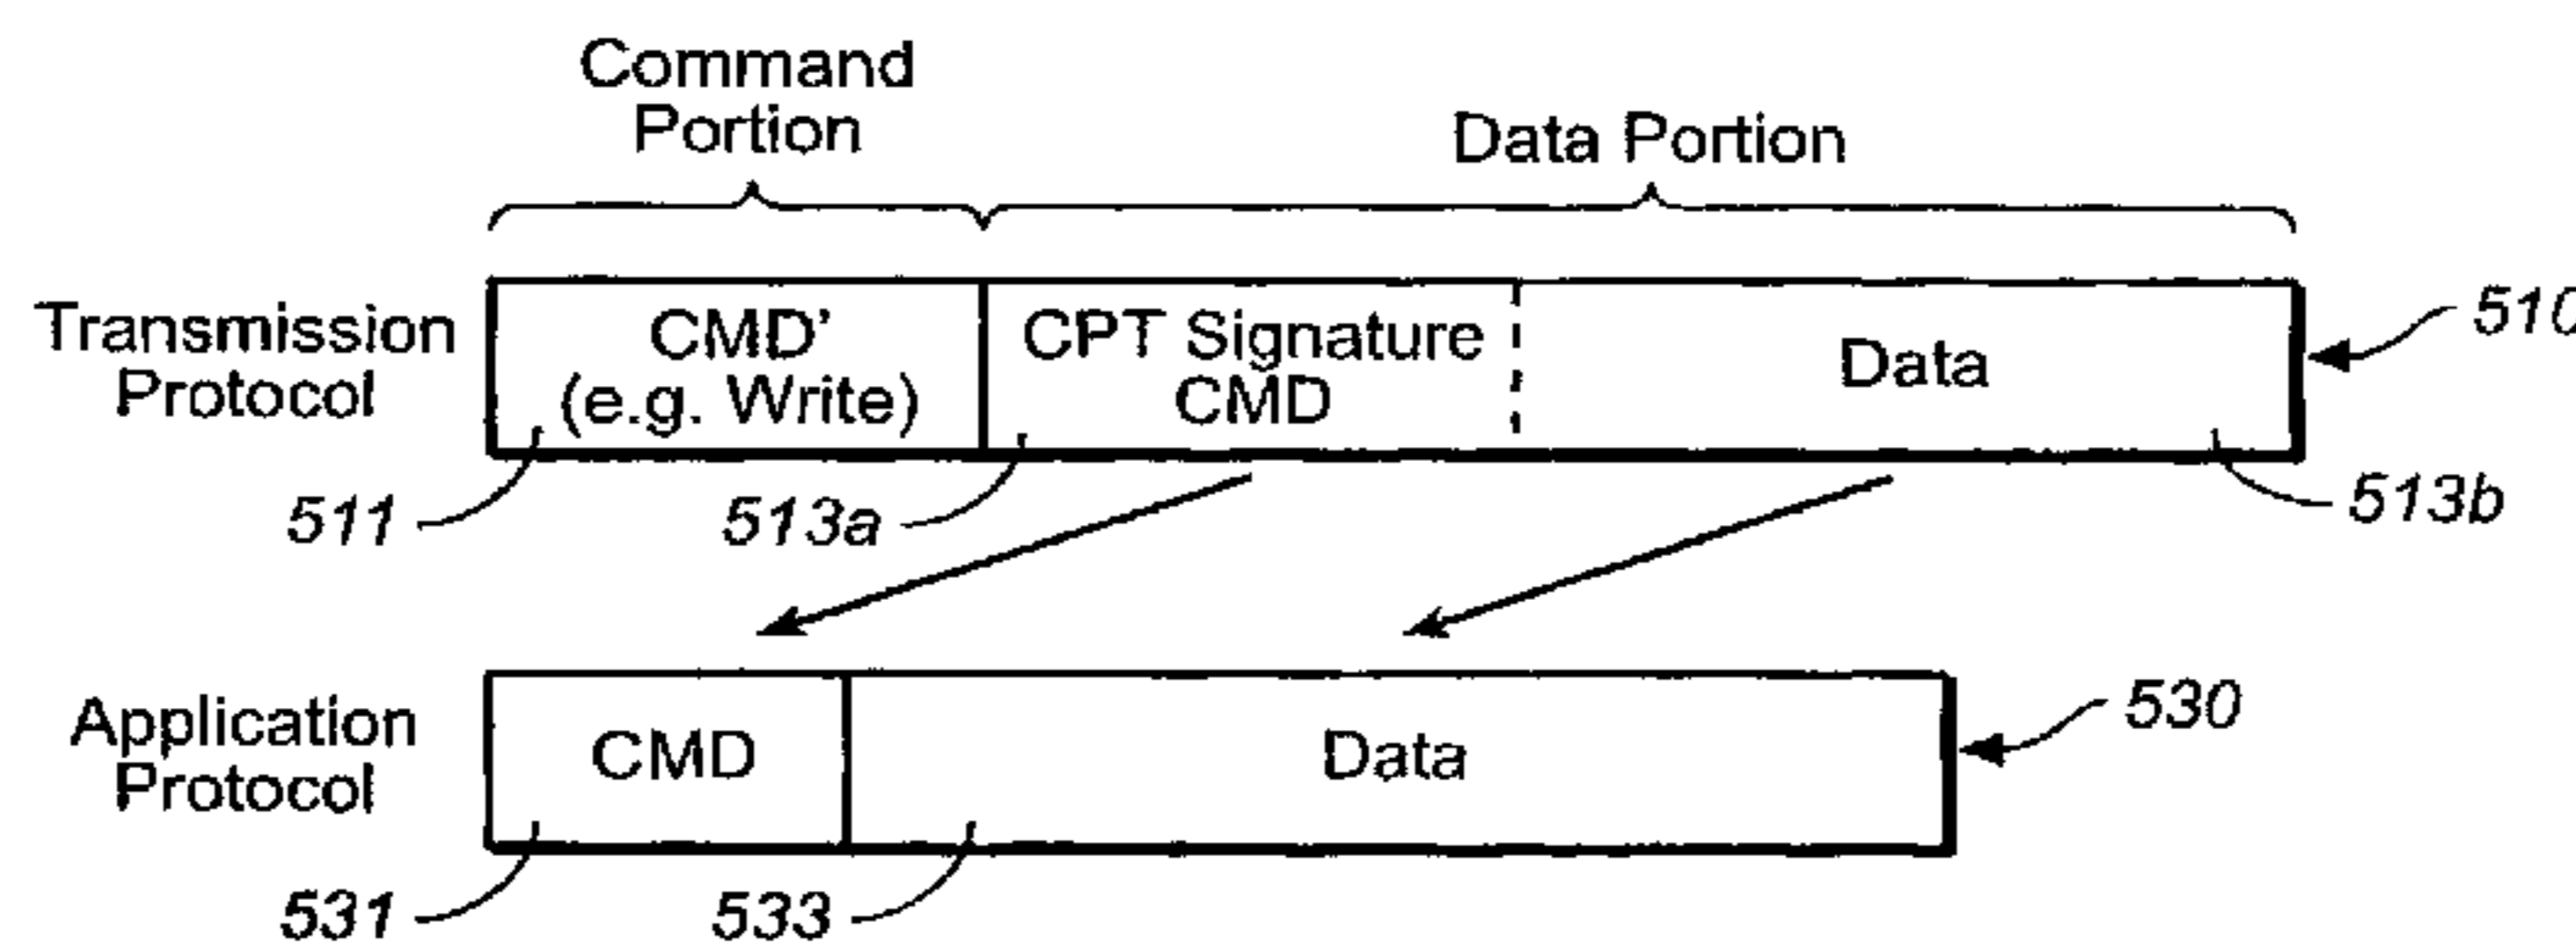 Command
Portion
Data Portion
Transmission
Protocol
CMD’
(e.g. Write)
CPT Signature
CMD
Data
510
511
513a
513b
Application
Protocol
CMD
Data
530
531
533